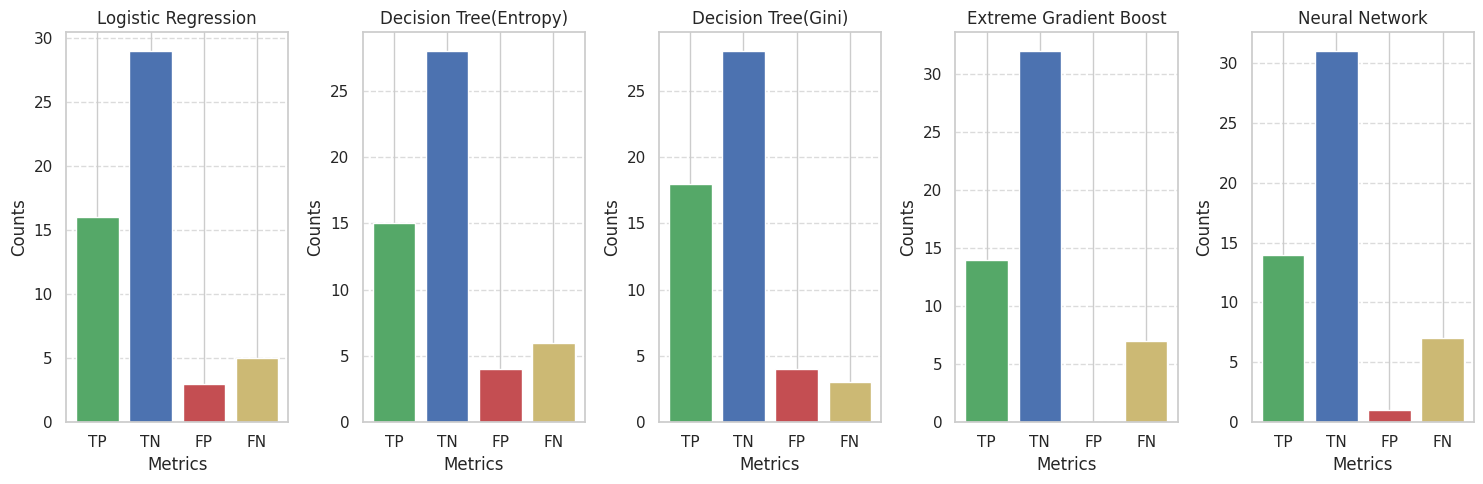 Logistic Regression
30
25
20
15
10
5
0
Counts
TP TN FP FN
Metrics
Decision Tree(Entropy)
25
20
15
10
5
0
Counts
TP TN FP FN
Metrics
Decision Tree(Gini)
25
20
15
10
5
0
Counts
TP TN FP FN
Metrics
Extreme Gradient Boost
30
25
20
15
10
5
0
Counts
TP TN FP FN
Metrics
Neural Network
30
25
20
15
10
5
0
Counts
TP TN FP FN
Metrics